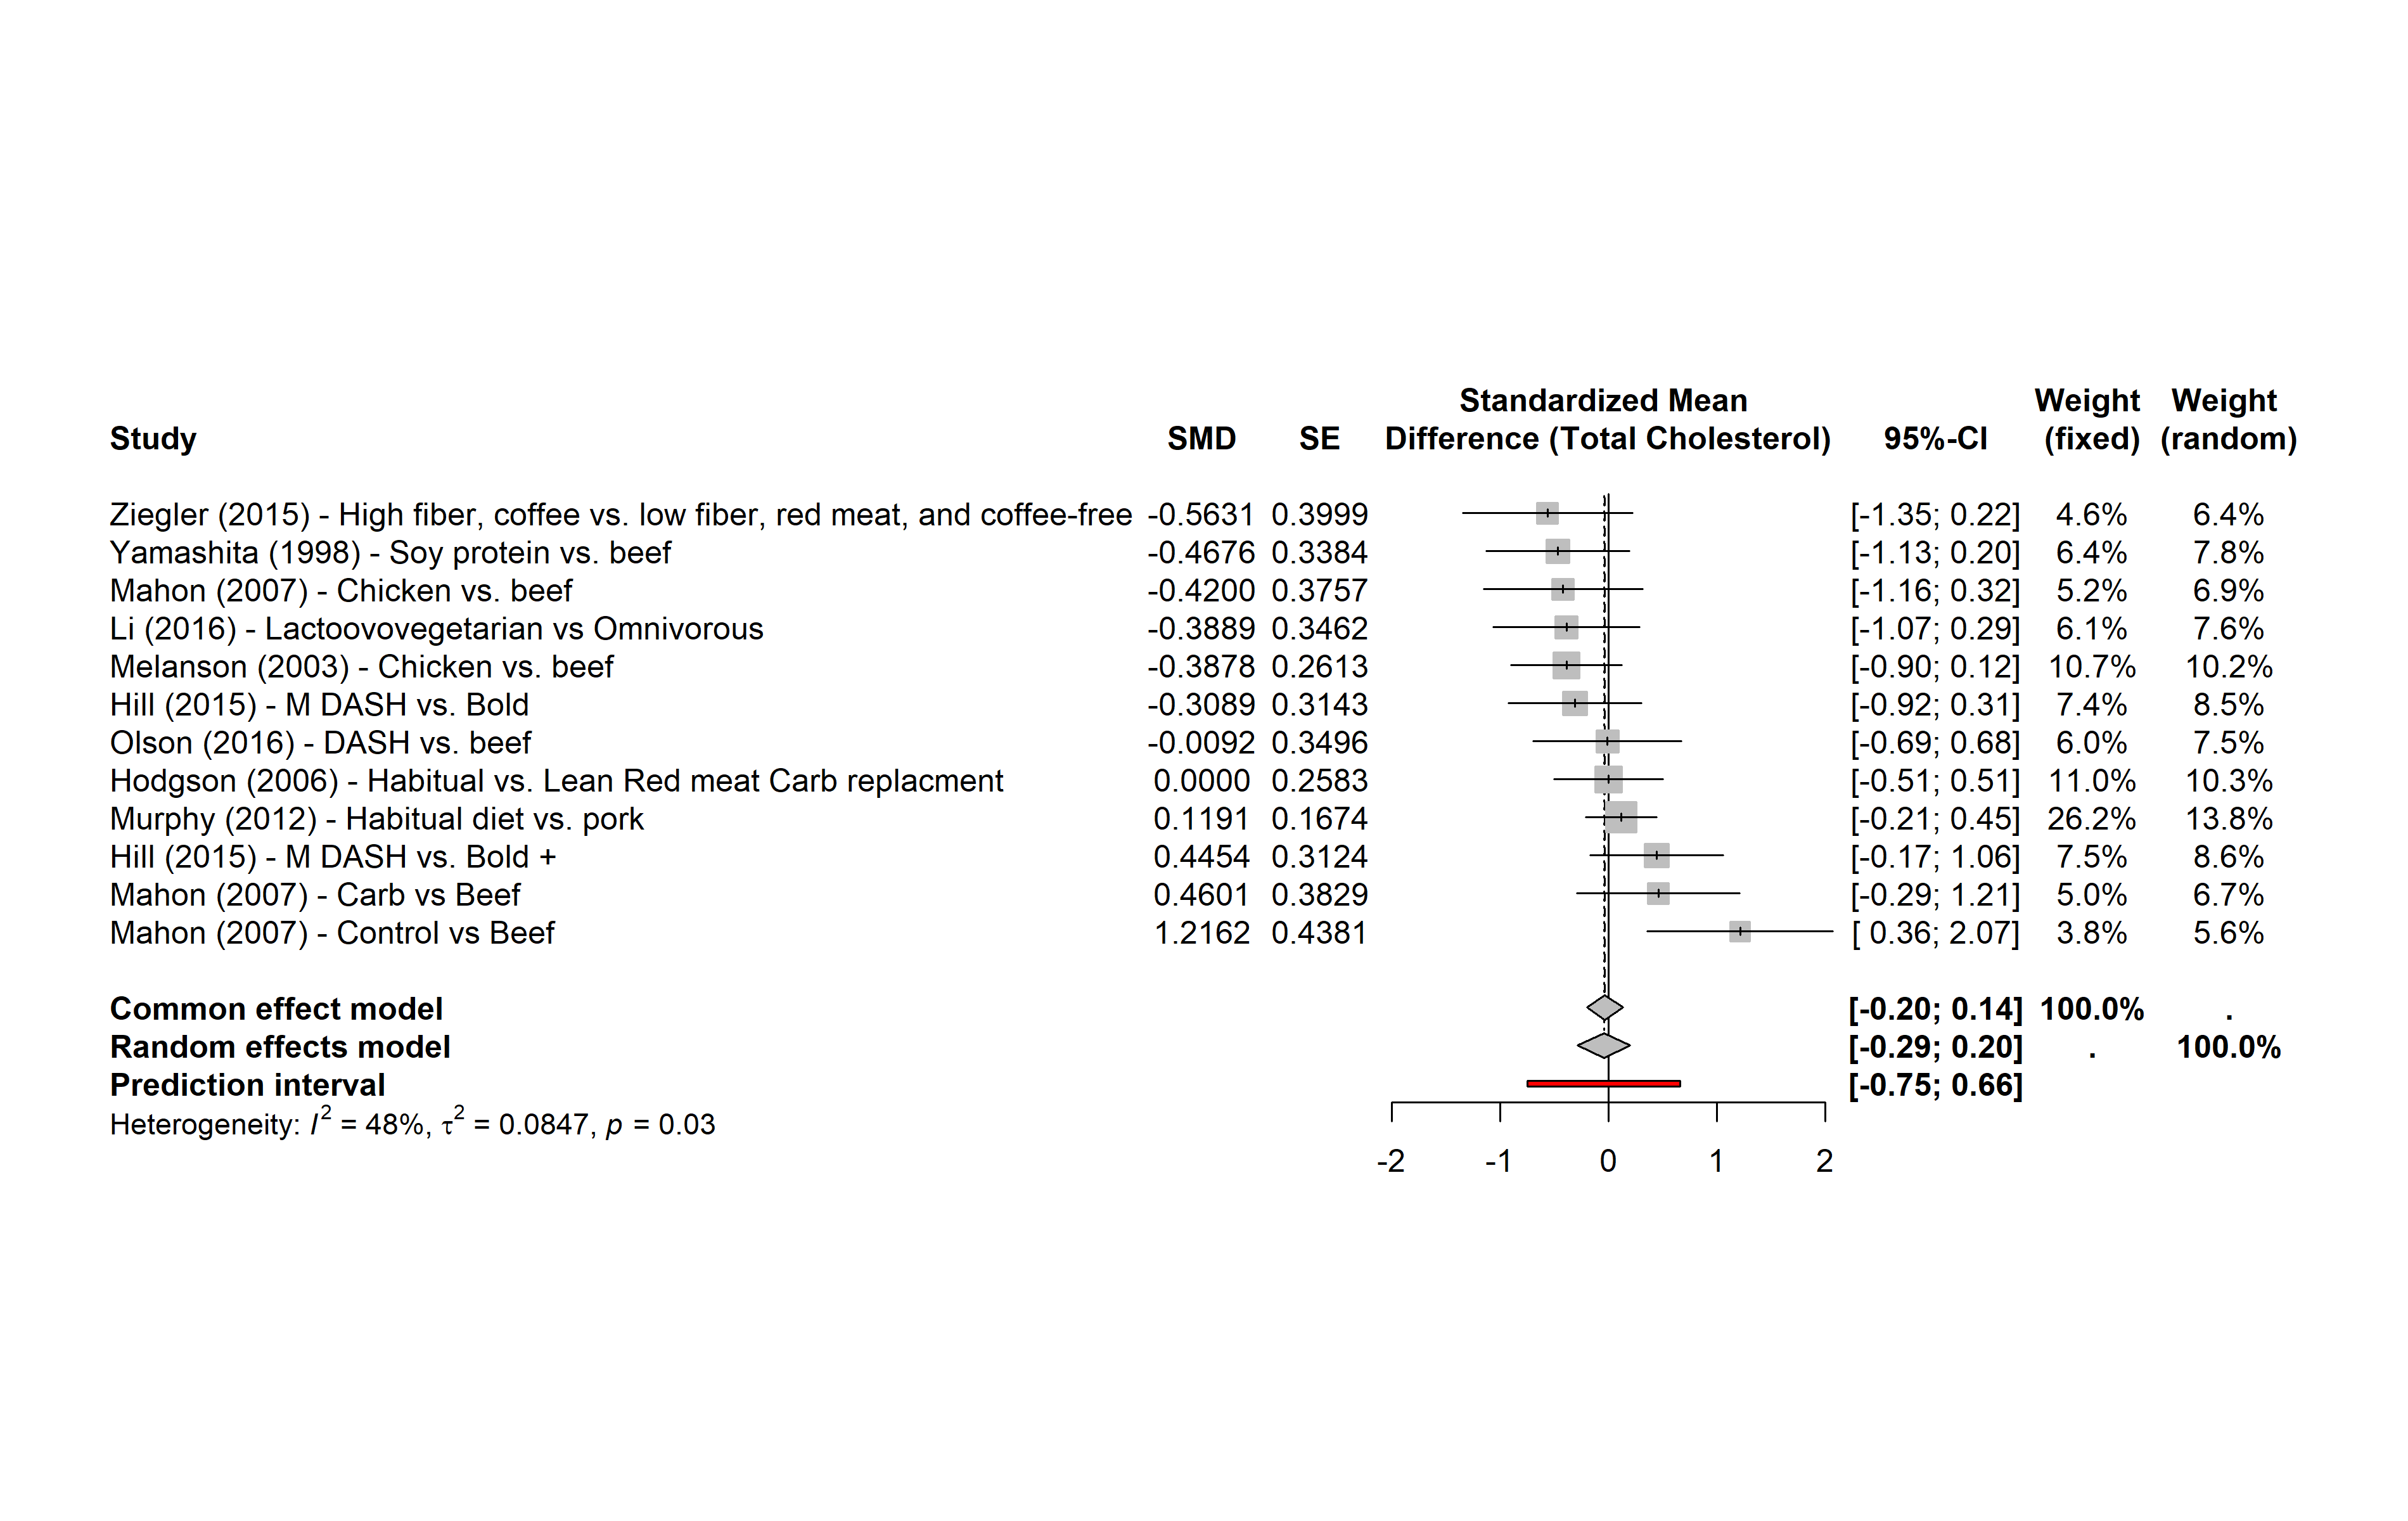 Standardized Mean Weight Weight
Study SMD SE Difference (Total Cholesterol) 95%-CI (fixed) (random)
Ziegler (2015) - High fiber, coffee vs. low fiber, red meat, and coffee-free -0.5631 0.3999 [-1.35; 0.22] 4.6% 6.4%
Yamashita (1998) - Soy protein vs. beef -0.4676 0.3384 [-1.13; 0.20] 6.4% 7.8%
Mahon (2007) - Chicken vs. beef -0.4200 0.3757 [-1.16; 0.32] 5.2% 6.9%
Li (2016) - Lactoovovegetarian vs Omnivorous -0.3889 0.3462 [-1.07; 0.29] 6.1% 7.6%
Melanson (2003) - Chicken vs. beef -0.3878 0.2613 [-0.90; 0.12] 10.7% 10.2%
Hill (2015) - M DASH vs. Bold -0.3089 0.3143 [-0.92; 0.31] 7.4% 8.5%
Olson (2016) - DASH vs. beef -0.0092 0.3496 [-0.69; 0.68] 6.0% 7.5%
Hodgson (2006) - Habitual vs. Lean Red meat Carb replacment 0.0000 0.2583 [-0.51; 0.51] 11.0% 10.3%
Murphy (2012) - Habitual diet vs. pork 0.1191 0.1674 [-0.21; 0.45] 26.2% 13.8%
Hill (2015) - M DASH vs. Bold + 0.4454 0.3124 [-0.17; 1.06] 7.5% 8.6%
Mahon (2007) - Carb vs Beef 0.4601 0.3829 [-0.29; 1.21] 5.0% 6.7%
Mahon (2007) - Control vs Beef 1.2162 0.4381 [ 0.36; 2.07] 3.8% 5.6%
Common effect model [-0.20; 0.14] 100.0% .
Random effects model [-0.29; 0.20] . 100.0%
Prediction interval [-0.75; 0.66]
Heterogeneity: I² = 48%, τ² = 0.0847, p = 0.03
-2 -1 0 1 2